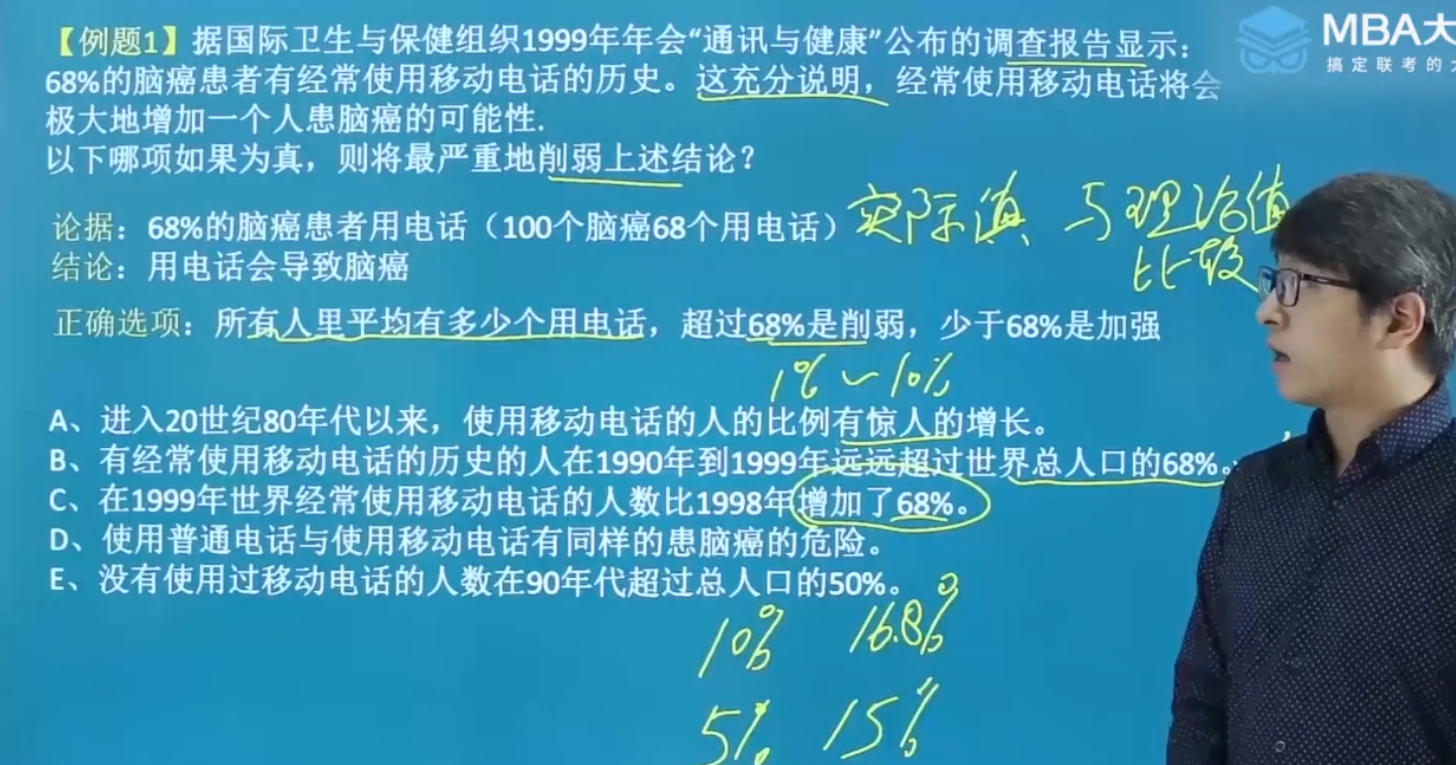 【例题1】据国际卫生与保健组织1999年年会“通讯与健康”公布的调查报告显示：
68%的脑癌患者有经常使用移动电话的历史。这充分说明，经常使用移动电话将会
极大地增加一个人患脑癌的可能性.
以下哪项如果为真，则将最严重地削弱上述结论？
MBA大
搞定联考的大
论据：68%的脑癌患者用电话（100个脑癌68个用电话）
实际值 与理论值
比较
结论：用电话会导致脑癌
正确选项：所有人里平均有多少个用电话，超过68%是削弱，少于68%是加强
1%~10%
A、进入20世纪80年代以来，使用移动电话的人的比例有惊人的增长。
B、有经常使用移动电话的历史的人在1990年到1999年远远超过世界总人口的68%。
C、在1999年世界经常使用移动电话的人数比1998年增加了68%。
D、使用普通电话与使用移动电话有同样的患脑癌的危险。
E、没有使用过移动电话的人数在90年代超过总人口的50%。
10% 16.8%
5% 15%